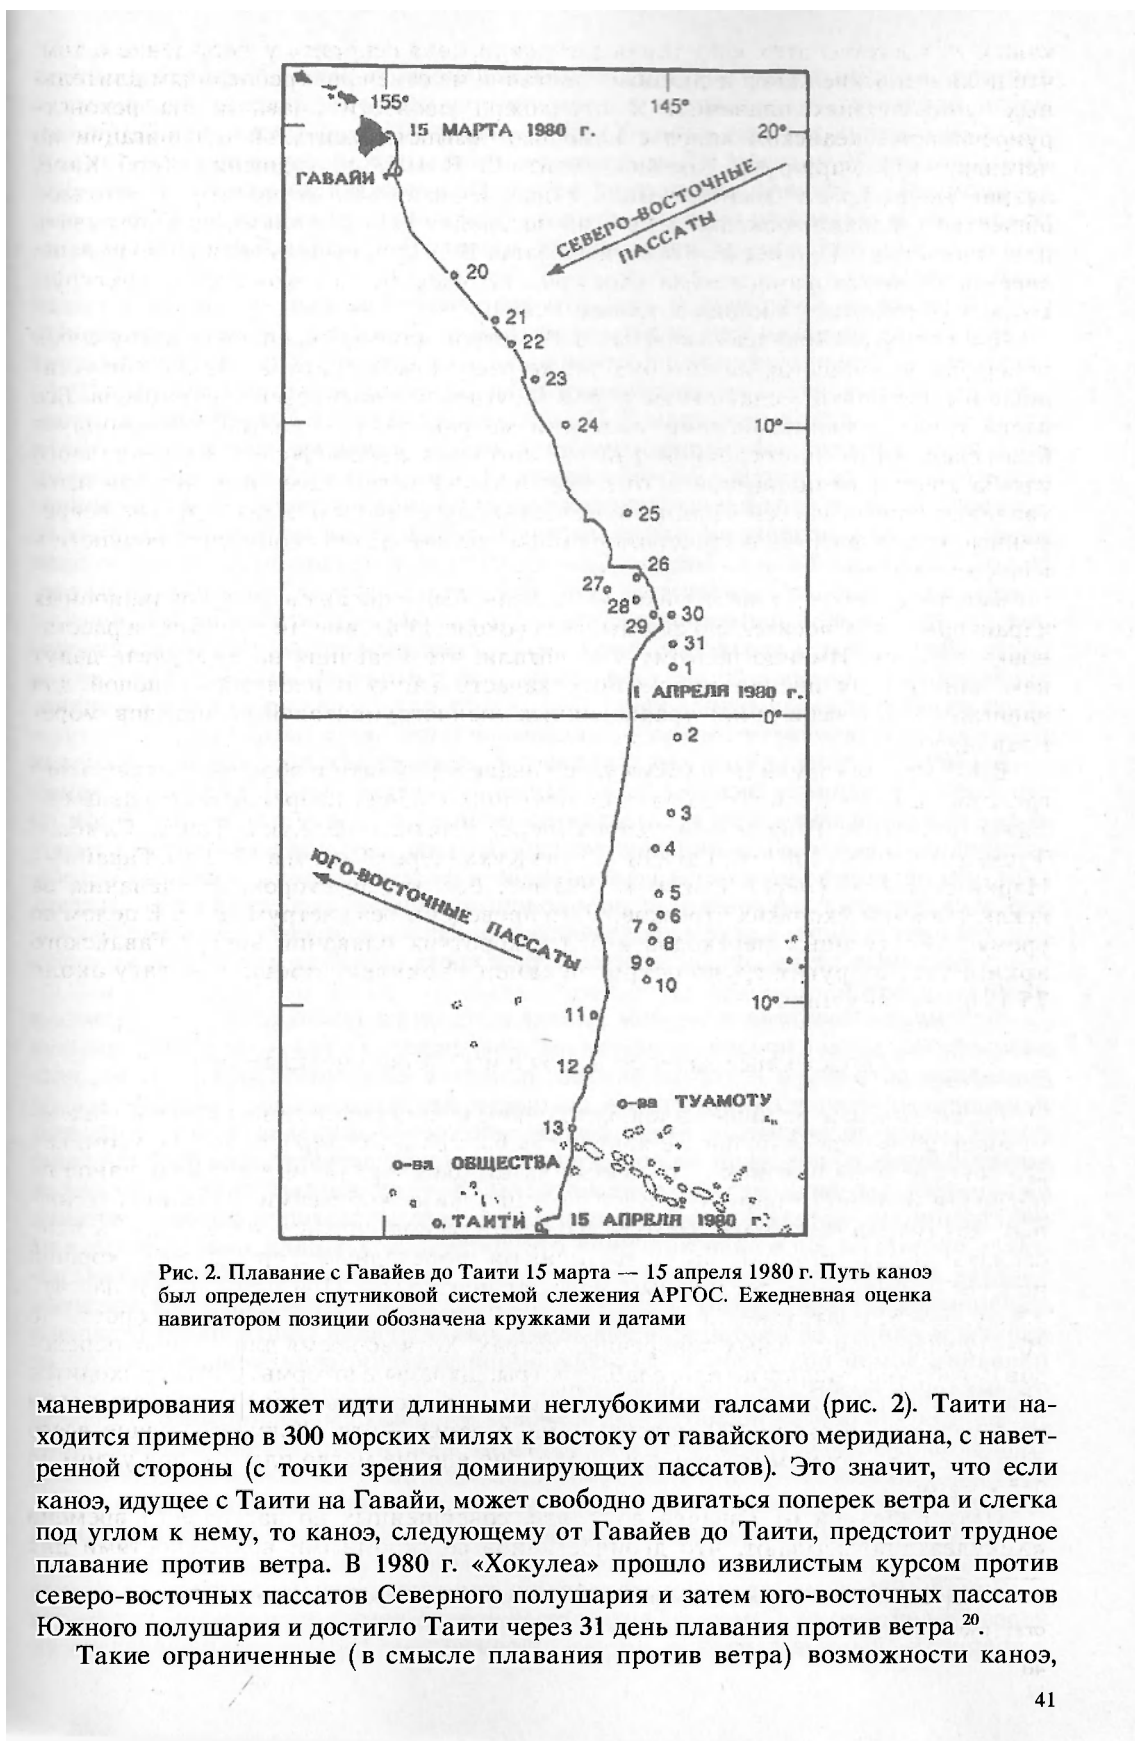 155°
145°
15 МАРТА 1980 г.
20°
ГАВАЙИ
СЕВЕРО-ВОСТОЧНЫЕ
ПАССАТЫ
20
21
22
23
24
10°
25
26
27
28
29
30
31
1
1 АПРЕЛЯ 1980 г.
0°
2
3
4
ЮГО-ВОСТОЧНЫЕ ПАССАТЫ
5
6
7
8
9
10
10°
11
12
о-ва ТУАМОТУ
13
о-ва ОБЩЕСТВА
о. ТАИТИ
15 АПРЕЛЯ 1980 г.
Рис. 2. Плавание с Гавайев до Таити 15 марта — 15 апреля 1980 г. Путь каноэ
был определен спутниковой системой слежения АРГОС. Ежедневная оценка
навигатором позиции обозначена кружками и датами
маневрирования может идти длинными неглубокими галсами (рис. 2). Таити на-
ходится примерно в 300 морских милях к востоку от гавайского меридиана, с навет-
ренной стороны (с точки зрения доминирующих пассатов). Это значит, что если
каноэ, идущее с Таити на Гавайи, может свободно двигаться поперек ветра и слегка
под углом к нему, то каноэ, следующему от Гавайев до Таити, предстоит трудное
плавание против ветра. В 1980 г. «Хокулеа» прошло извилистым курсом против
северо-восточных пассатов Северного полушария и затем юго-восточных пассатов
Южного полушария и достигло Таити через 31 день плавания против ветра 20.
Такие ограниченные (в смысле плавания против ветра) возможности каноэ,
41